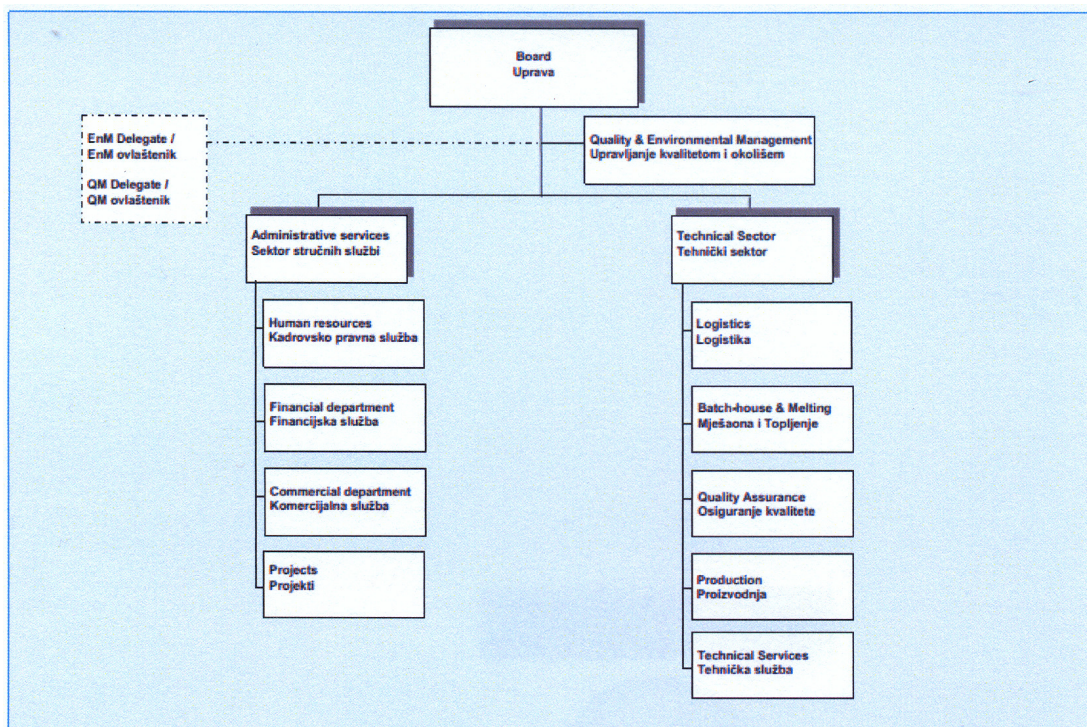 Board
Uprava
EnM Delegate /
EnM ovlaštenik
QM Delegate /
QM ovlaštenik
Quality & Environmental Management
Upravljanje kvalitetom i okolišem
Administrative services
Sektor stručnih službi
Human resources
Kadrovsko pravna služba
Financial department
Financijska služba
Commercial department
Komercijalna služba
Projects
Projekti
Technical Sector
Tehnički sektor
Logistics
Logistika
Batch-house & Melting
Mješaona i Topljenje
Quality Assurance
Osiguranje kvalitete
Production
Proizvodnja
Technical Services
Tehnička služba